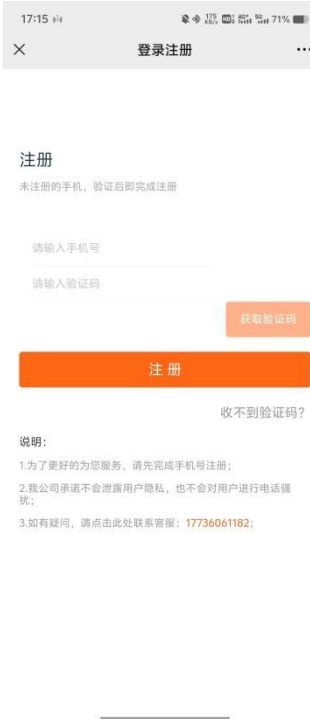 17:15
175 KB/s HD 4G+ 5G 71%
登录注册
注册
未注册的手机，验证后即完成注册
请输入手机号
请输入验证码
获取验证码
注 册
收不到验证码?
说明：
1.为了更好的为您服务，请先完成手机号注册；
2.我公司承诺不会泄露用户隐私，也不会对用户进行电话骚
扰；
3.如有疑问，请点击此处联系客服：17736061182；